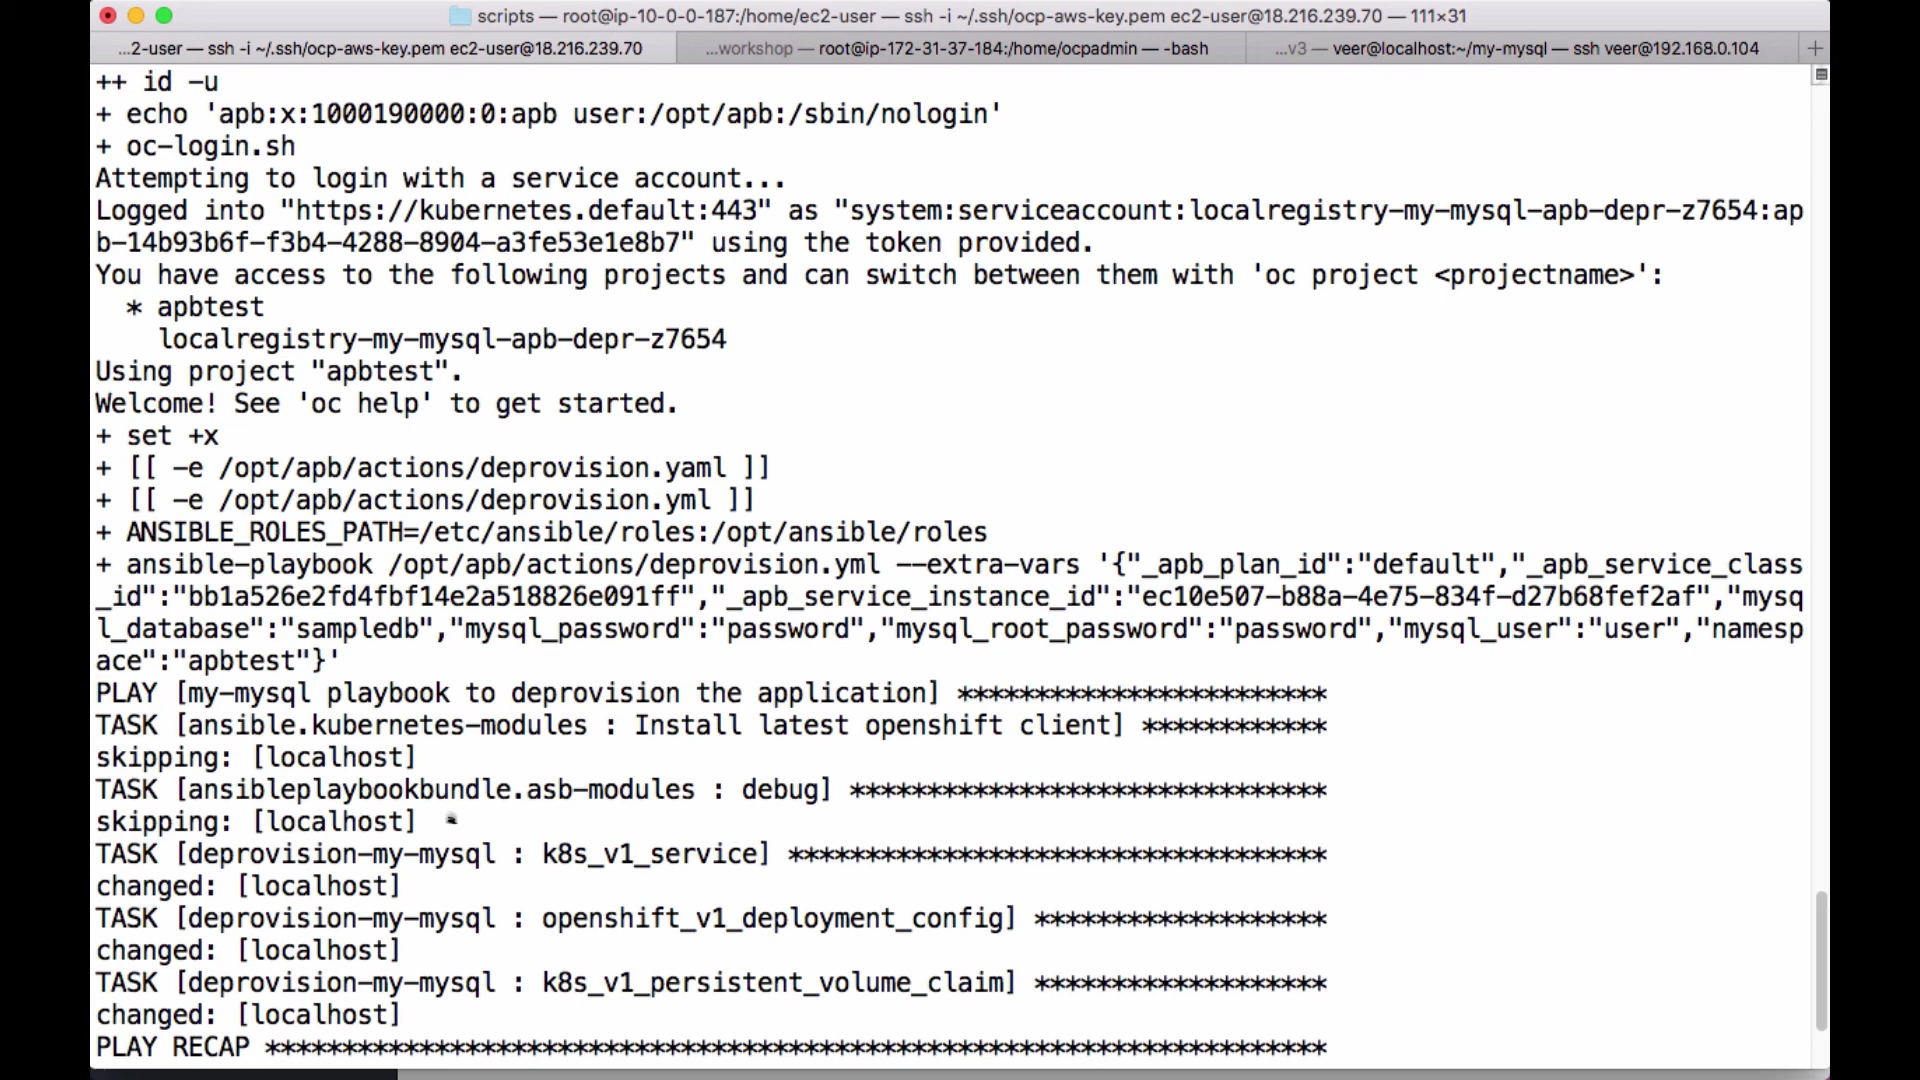 scripts — root@ip-10-0-0-187:/home/ec2-user — ssh -i ~/.ssh/ocp-aws-key.pem ec2-user@18.216.239.70 — 111×31
...2-user — ssh -i ~/.ssh/ocp-aws-key.pem ec2-user@18.216.239.70 ...workshop — root@ip-172-31-37-184:/home/ocpadmin — -bash ...v3 — veer@localhost:~/my-mysql — ssh veer@192.168.0.104 +
++ id -u
+ echo 'apb:x:1000190000:0:apb user:/opt/apb:/sbin/nologin'
+ oc-login.sh
Attempting to login with a service account...
Logged into "https://kubernetes.default:443" as "system:serviceaccount:localregistry-my-mysql-apb-depr-z7654:ap
b-14b93b6f-f3b4-4288-8904-a3fe53e1e8b7" using the token provided.
You have access to the following projects and can switch between them with 'oc project <projectname>':
  * apbtest
    localregistry-my-mysql-apb-depr-z7654
Using project "apbtest".
Welcome! See 'oc help' to get started.
+ set +x
+ [[ -e /opt/apb/actions/deprovision.yaml ]]
+ [[ -e /opt/apb/actions/deprovision.yml ]]
+ ANSIBLE_ROLES_PATH=/etc/ansible/roles:/opt/ansible/roles
+ ansible-playbook /opt/apb/actions/deprovision.yml --extra-vars '{"_apb_plan_id":"default","_apb_service_class
_id":"bb1a526e2fd4fbf14e2a518826e091ff","_apb_service_instance_id":"ec10e507-b88a-4e75-834f-d27b68fef2af","mysq
l_database":"sampledb","mysql_password":"password","mysql_root_password":"password","mysql_user":"user","namesp
ace":"apbtest"}'
PLAY [my-mysql playbook to deprovision the application] ************************
TASK [ansible.kubernetes-modules : Install latest openshift client] ************
skipping: [localhost]
TASK [ansibleplaybookbundle.asb-modules : debug] *******************************
skipping: [localhost]
TASK [deprovision-my-mysql : k8s_v1_service] ***********************************
changed: [localhost]
TASK [deprovision-my-mysql : openshift_v1_deployment_config] *******************
changed: [localhost]
TASK [deprovision-my-mysql : k8s_v1_persistent_volume_claim] *******************
changed: [localhost]
PLAY RECAP *********************************************************************